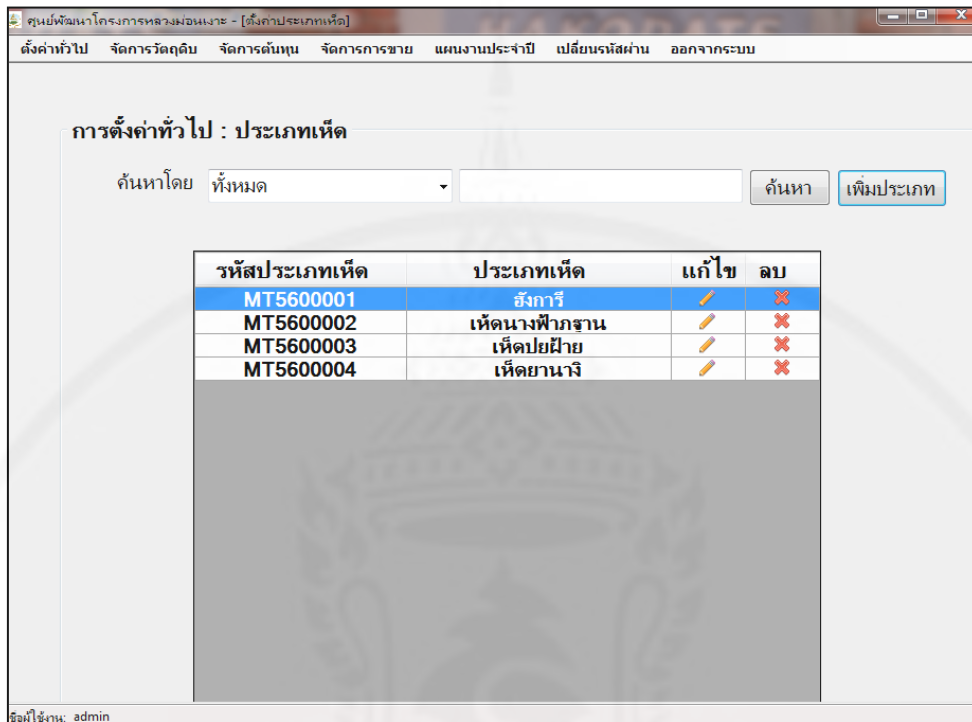 ศูนย์พัฒนาโครงการหลวงม่อนเงาะ - [ตั้งค่าประเภทเห็ด]
ตั้งค่าทั่วไป จัดการวัตถุดิบ จัดการต้นทุน จัดการการขาย แผนงานประจำปี เปลี่ยนรหัสผ่าน ออกจากระบบ
การตั้งค่าทั่วไป : ประเภทเห็ด
ค้นหาโดย ทั้งหมด ค้นหา เพิ่มประเภท
รหัสประเภทเห็ด ประเภทเห็ด แก้ไข ลบ
MT5600001 ฮังการี
MT5600002 เห็ดนางฟ้าภูฐาน
MT5600003 เห็ดปุยฝ้าย
MT5600004 เห็ดยานางิ
ชื่อผู้ใช้งาน: admin